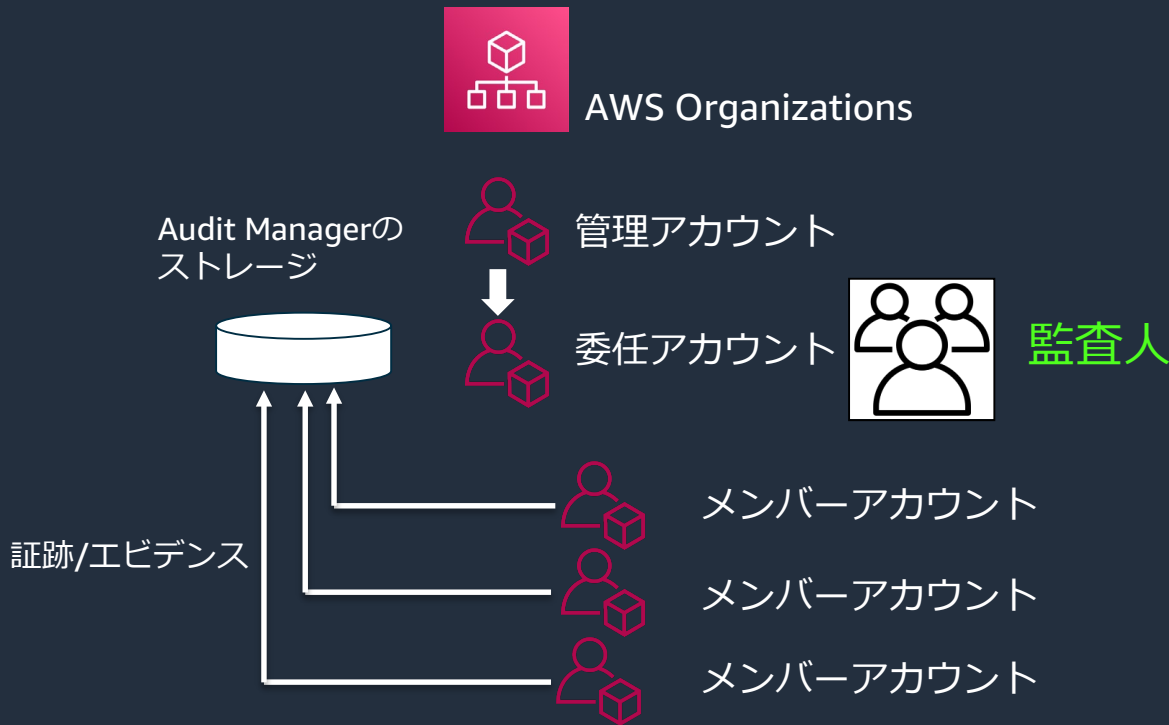 AWS Organizations
Audit Managerの
ストレージ
管理アカウント
委任アカウント
監査人
証跡/エビデンス
メンバーアカウント
メンバーアカウント
メンバーアカウント